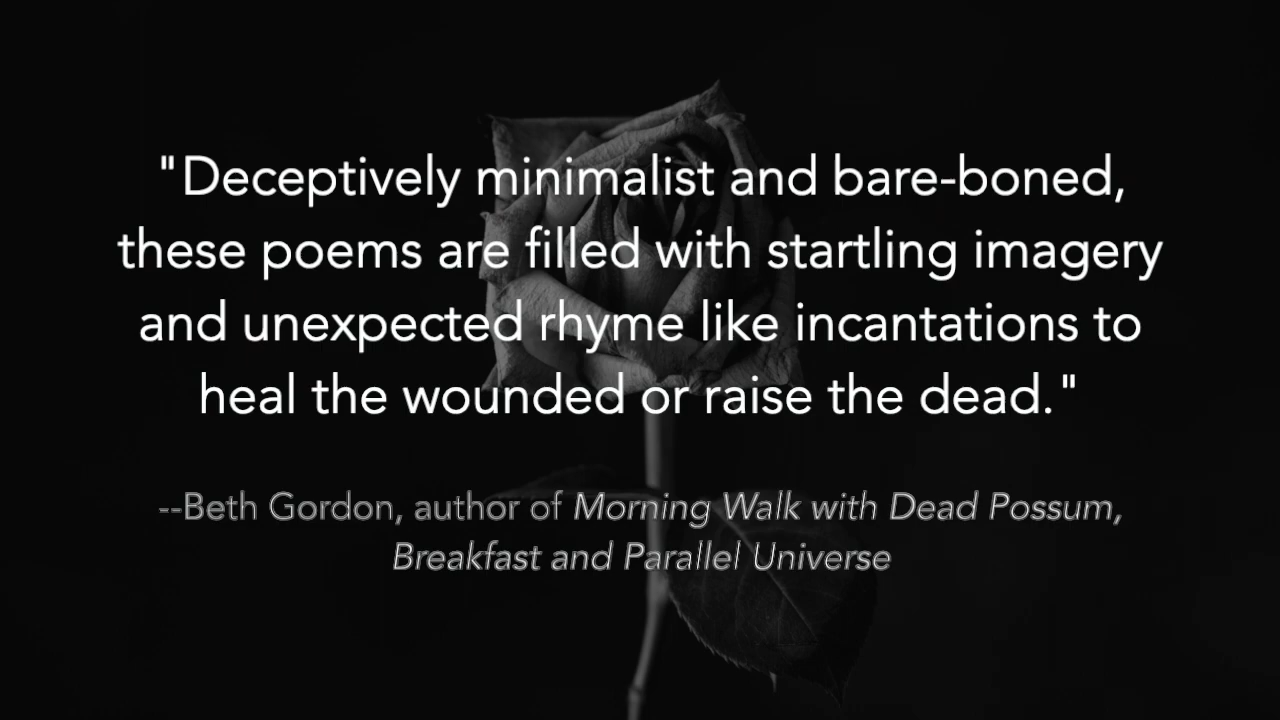 "Deceptively minimalist and bare-boned,
these poems are filled with startling imagery
and unexpected rhyme like incantations to
heal the wounded or raise the dead."
--Beth Gordon, author of Morning Walk with Dead Possum,
Breakfast and Parallel Universe